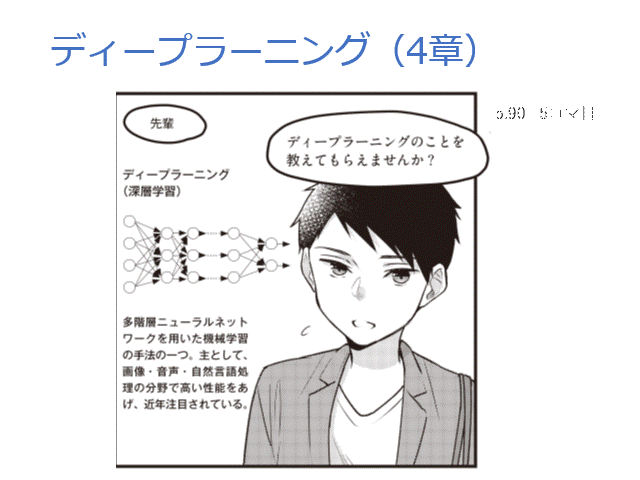 ディープラーニング（4章）
p.90　5コマ目
先輩
ディープラーニングのことを
教えてもらえませんか？
ディープラーニング
（深層学習）
多階層ニューラルネット
ワークを用いた機械学習
の手法の一つ。主として、
画像・音声・自然言語処
理の分野で高い性能をあ
げ、近年注目されている。